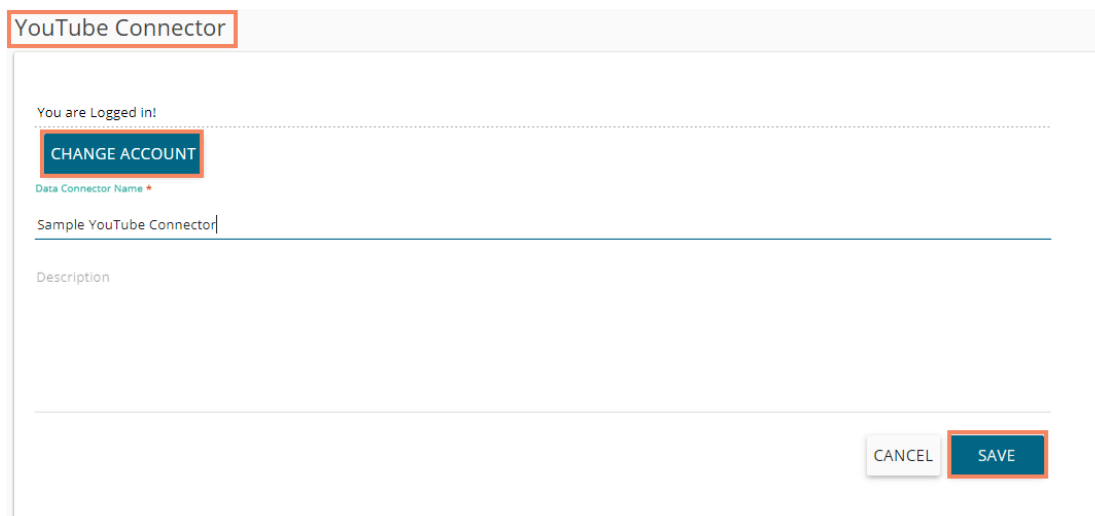 YouTube Connector
You are Logged in!
CHANGE ACCOUNT
Data Connector Name *
Sample YouTube Connector
Description
CANCEL SAVE